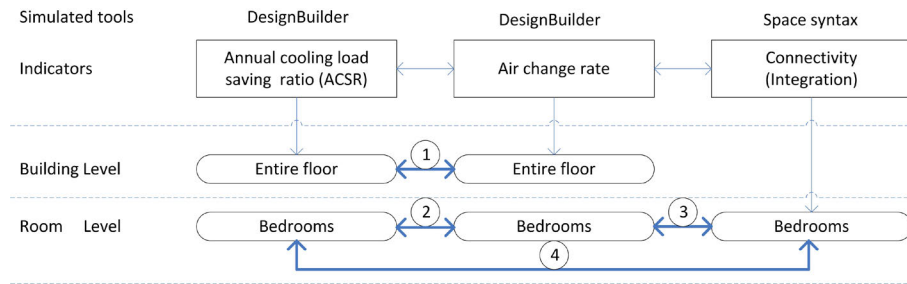 Simulated tools DesignBuilder DesignBuilder Space syntax
Indicators
Annual cooling load
saving ratio (ACSR)
Air change rate
Connectivity
(Integration)
Building Level Entire floor 1 Entire floor
Room Level Bedrooms 2 Bedrooms 3 Bedrooms
4